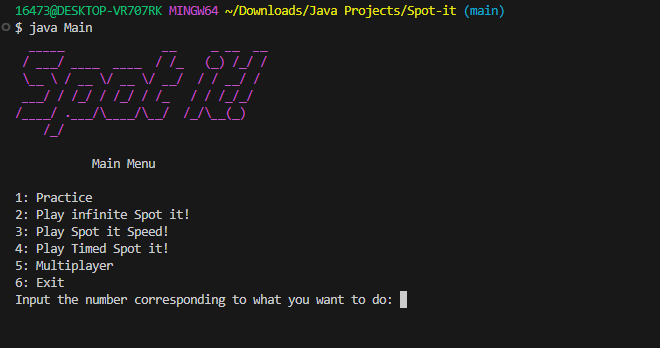 16473@DESKTOP-VR707RK MINGW64 ~/Downloads/Java Projects/Spot-it (main)
$ java Main
Spot it!
Main Menu
1: Practice
2: Play infinite Spot it!
3: Play Spot it Speed!
4: Play Timed Spot it!
5: Multiplayer
6: Exit
Input the number corresponding to what you want to do: